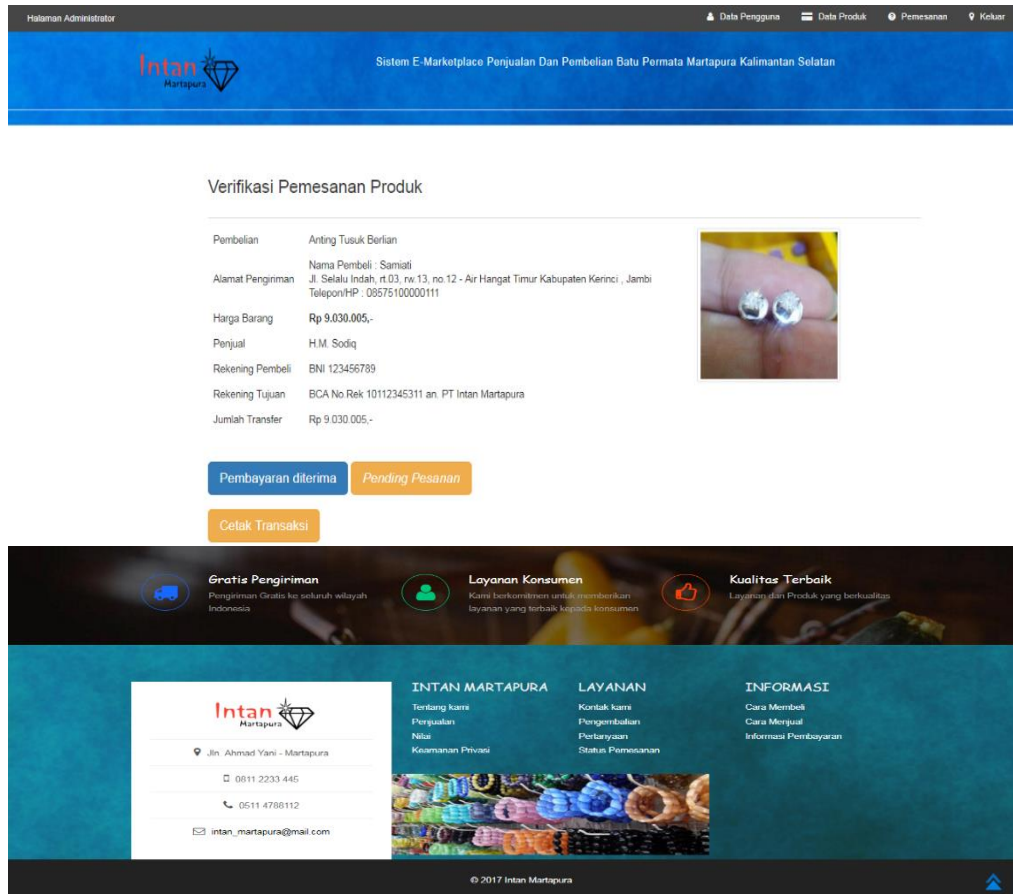 Halaman Administrator
Data Pengguna
Data Produk
Pemesanan
Keluar
Intan
Martapura
Sistem E-Marketplace Penjualan Dan Pembelian Batu Permata Martapura Kalimantan Selatan
Verifikasi Pemesanan Produk
Pembelian Anting Tusuk Berlian
Nama Pembeli : Samiati
Alamat Pengiriman Jl. Selalu Indah, rt.03, rw.13, no.12 - Air Hangat Timur Kabupaten Kerinci , Jambi
Telepon/HP : 08575100000111
Harga Barang Rp 9.030.005,-
Penjual H.M. Sodiq
Rekening Pembeli BNI 123456789
Rekening Tujuan BCA No.Rek 10112345311 an. PT Intan Martapura
Jumlah Transfer Rp 9.030.005,-
Pembayaran diterima
Pending Pesanan
Cetak Transaksi
Gratis Pengiriman
Pengiriman Gratis ke seluruh wilayah
Indonesia
Layanan Konsumen
Kami berkomitmen untuk memberikan
layanan yang terbaik kepada konsumen
Kualitas Terbaik
Layanan dan Produk yang berkualitas
Intan
Martapura
Jln. Ahmad Yani - Martapura
0811 2233 445
0511 4788112
intan_martapura@mail.com
INTAN MARTAPURA
Tentang kami
Penjualan
Nilai
Keamanan Privasi
LAYANAN
Kontak kami
Pengembalian
Pertanyaan
Status Pemesanan
INFORMASI
Cara Membeli
Cara Menjual
Informasi Pembayaran
© 2017 Intan Martapura